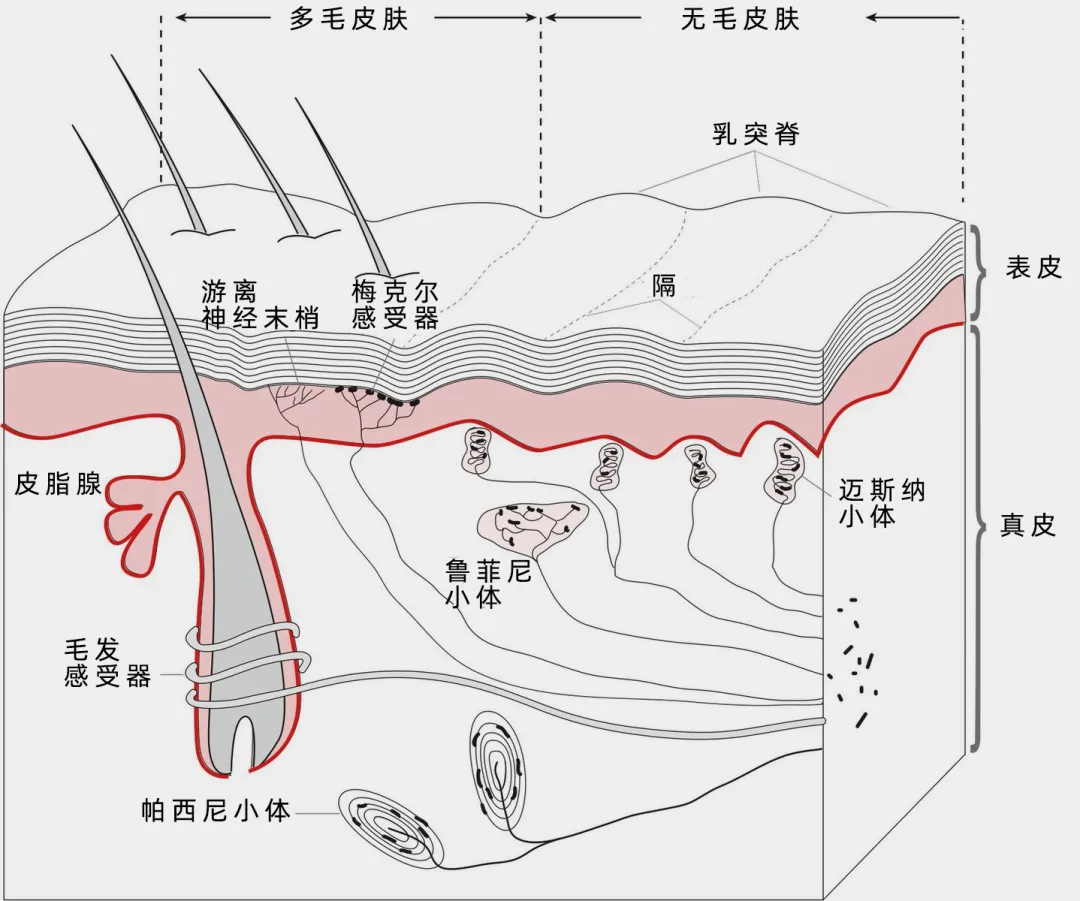 多毛皮肤
无毛皮肤
乳突脊
表皮
游离
神经末梢
梅克尔
感受器
隔
皮脂腺
迈斯纳
小体
真皮
鲁菲尼
小体
毛发
感受器
帕西尼小体